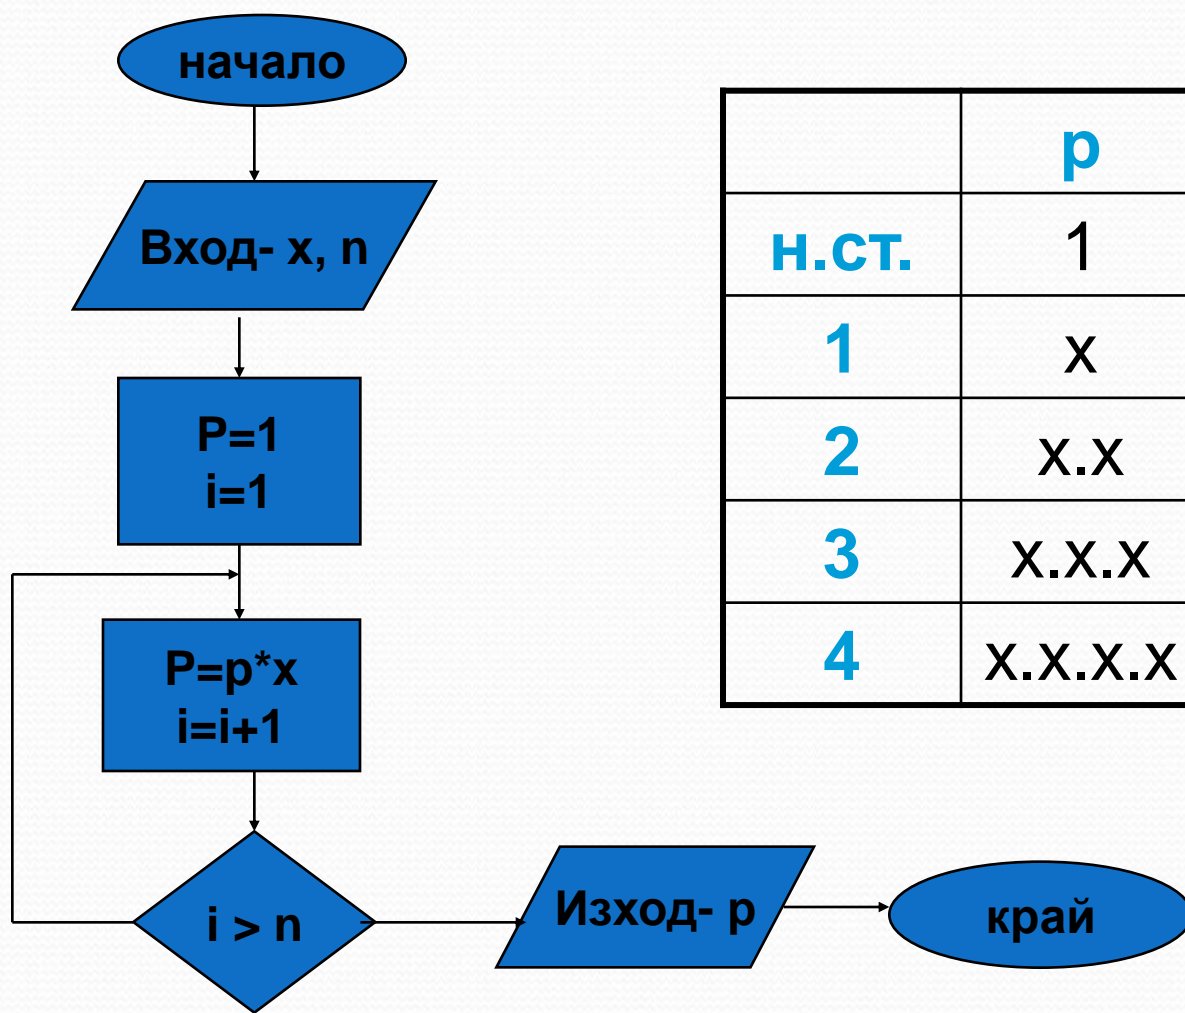 начало
Вход- x, n
P=1
i=1
P=p*x
i=i+1
i > n
Изход- p
край
p
н.ст. 1
1 x
2 x.x
3 x.x.x
4 x.x.x.x